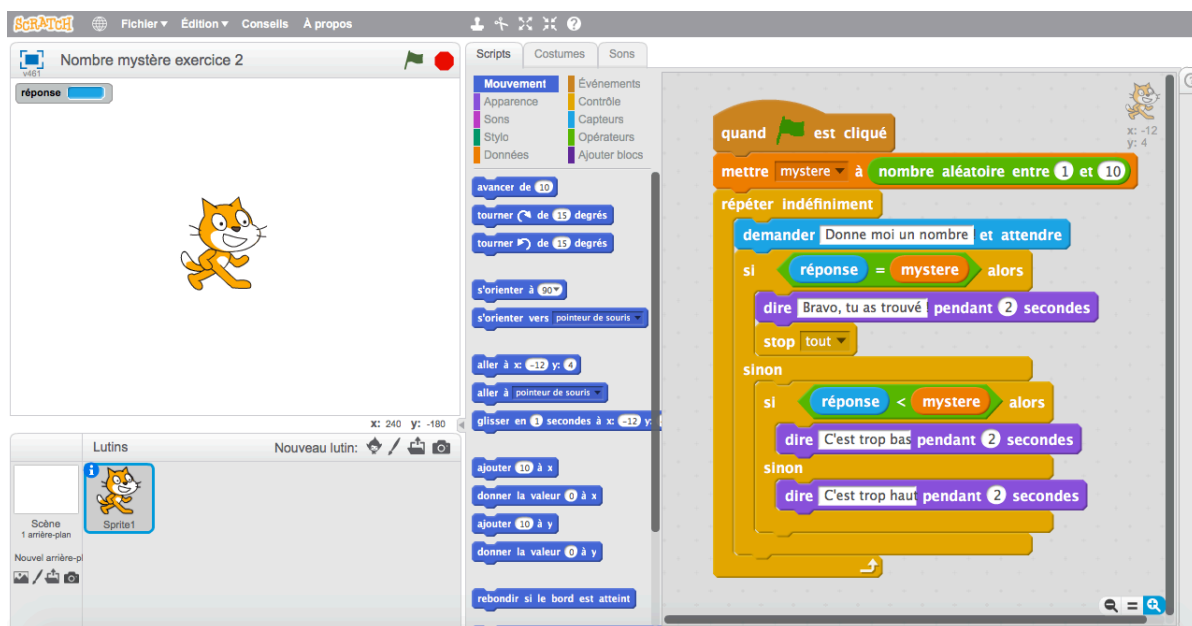 SCRATCH Fichier Édition Conseils À propos
Nombre mystère exercice 2
v461
réponse
x: 240 y: -180
Lutins Nouveau lutin:
Scène
1 arrière-plan
Sprite1
Nouvel arrière-pl
Scripts Costumes Sons
Mouvement Événements
Apparence Contrôle
Sons Capteurs
Stylo Opérateurs
Données Ajouter blocs
avancer de 10
tourner de 15 degrés
tourner de 15 degrés
s'orienter à 90
s'orienter vers pointeur de souris
aller à x: -12 y: 4
aller à pointeur de souris
glisser en 1 secondes à x: -12 y:
ajouter 10 à x
donner la valeur 0 à x
ajouter 10 à y
donner la valeur 0 à y
rebondir si le bord est atteint
x: -12
y: 4
quand est cliqué
mettre mystere à nombre aléatoire entre 1 et 10
répéter indéfiniment
demander Donne moi un nombre et attendre
si réponse = mystere alors
dire Bravo, tu as trouvé ! pendant 2 secondes
stop tout
sinon
si réponse < mystere alors
dire C'est trop bas pendant 2 secondes
sinon
dire C'est trop haut pendant 2 secondes